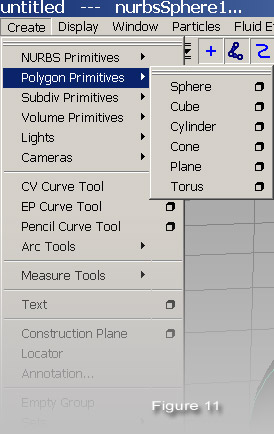 untitled --- nurbsSphere1...
Create Display Window Particles Fluid E
NURBS Primitives
Polygon Primitives
Subdiv Primitives
Volume Primitives
Lights
Cameras
CV Curve Tool
EP Curve Tool
Pencil Curve Tool
Arc Tools
Measure Tools
Text
Construction Plane
Locator
Annotation...
Empty Group
Sphere
Cube
Cylinder
Cone
Plane
Torus
Figure 11